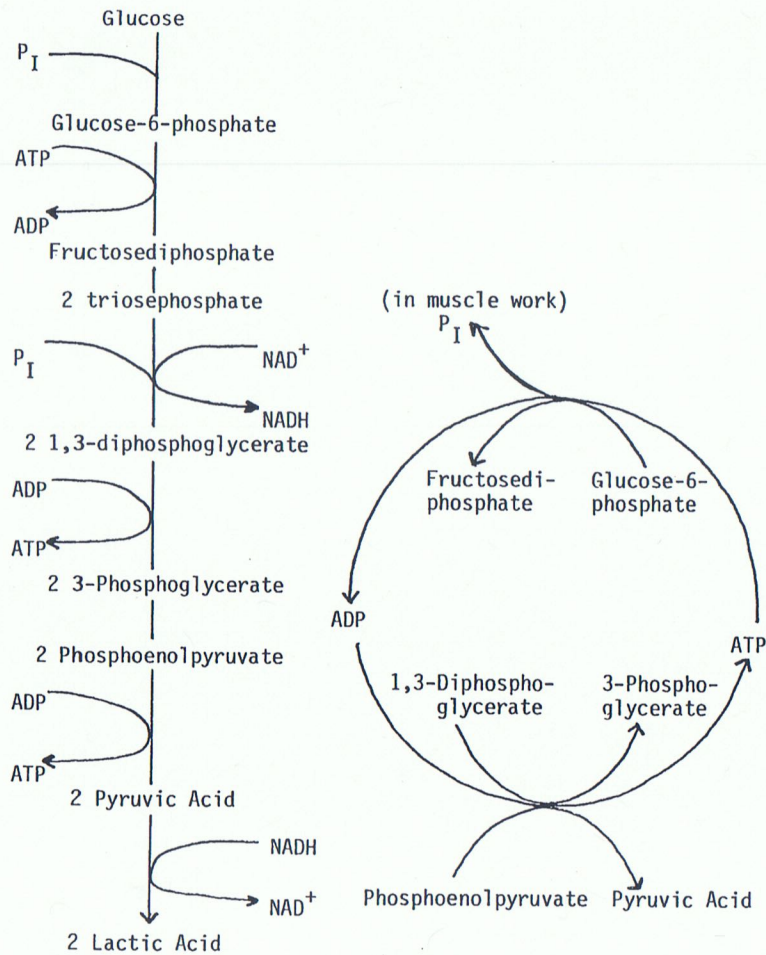 Glucose
P_I
Glucose-6-phosphate
ATP
ADP
Fructosediphosphate
2 triosephosphate
P_I
NAD⁺
NADH
2 1,3-diphosphoglycerate
ADP
ATP
2 3-Phosphoglycerate
2 Phosphoenolpyruvate
ADP
ATP
2 Pyruvic Acid
NADH
NAD⁺
2 Lactic Acid
(in muscle work)
P_I
Fructosedi-
phosphate
Glucose-6-
phosphate
ADP
ATP
1,3-Diphospho-
glycerate
3-Phospho-
glycerate
Phosphoenolpyruvate
Pyruvic Acid